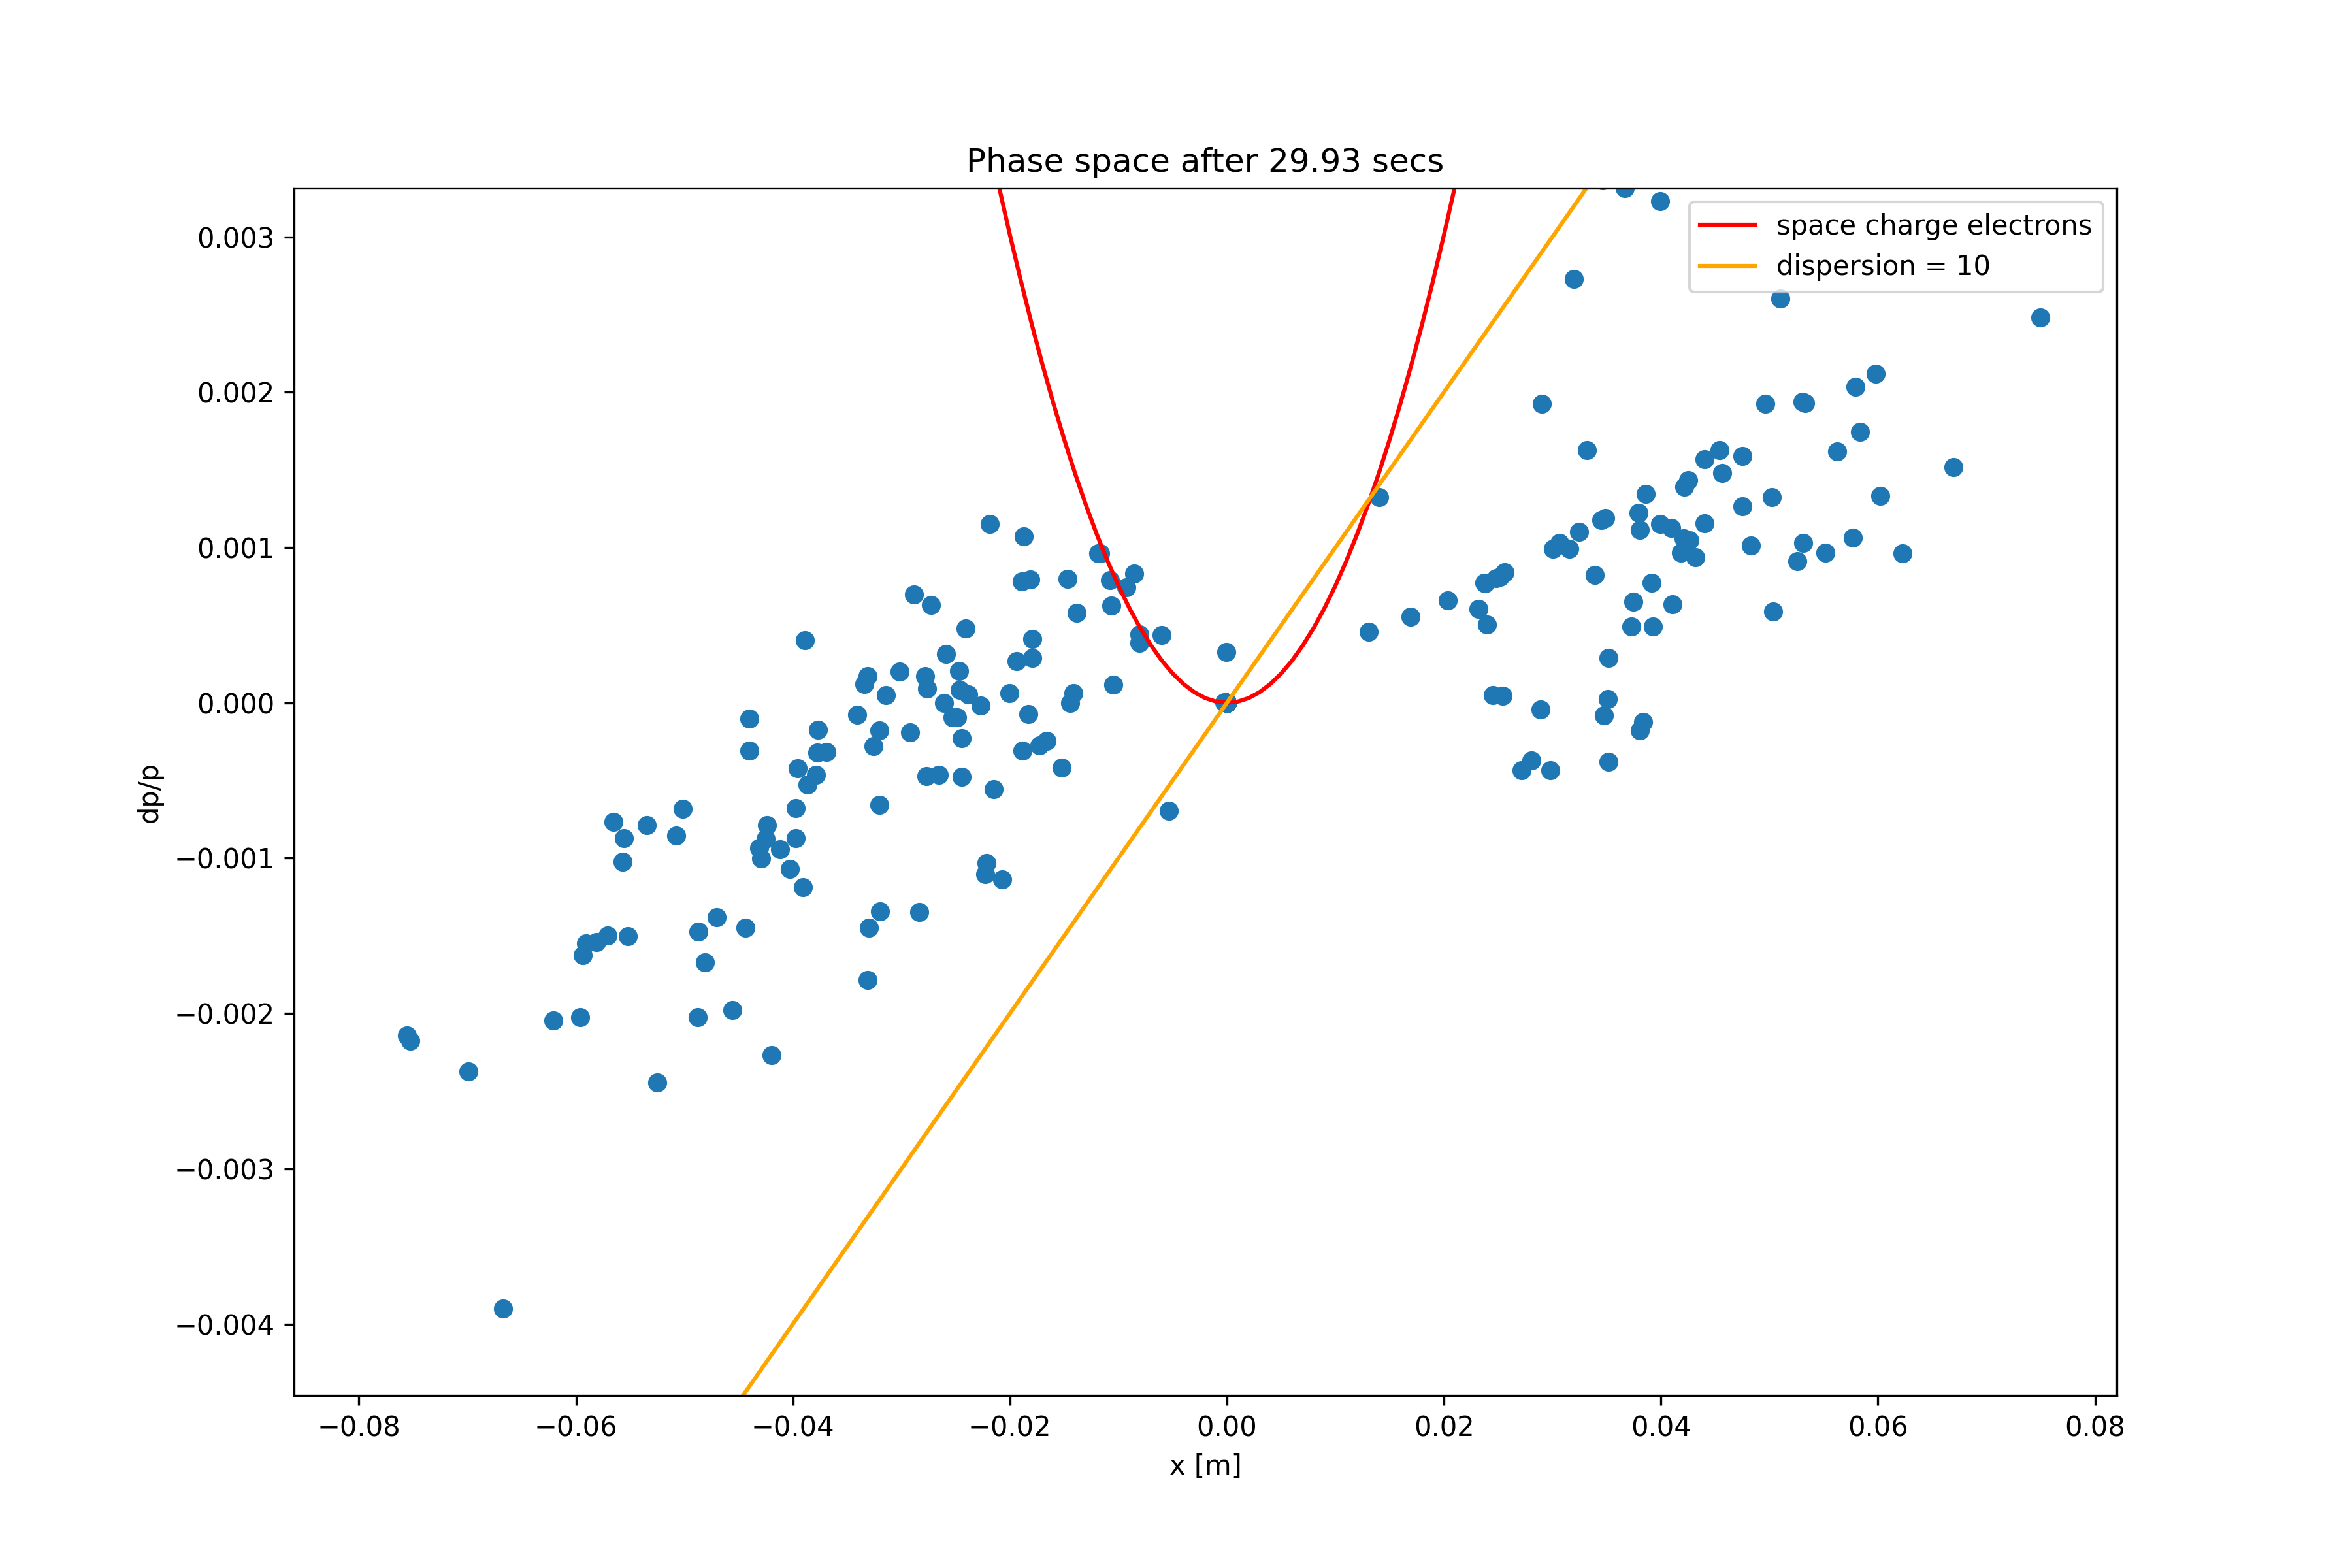 Phase space after 29.93 secs
space charge electrons
dispersion = 10
0.003
0.002
0.001
0.000
−0.001
−0.002
−0.003
−0.004
dp/p
−0.08 −0.06 −0.04 −0.02 0.00 0.02 0.04 0.06 0.08
x [m]